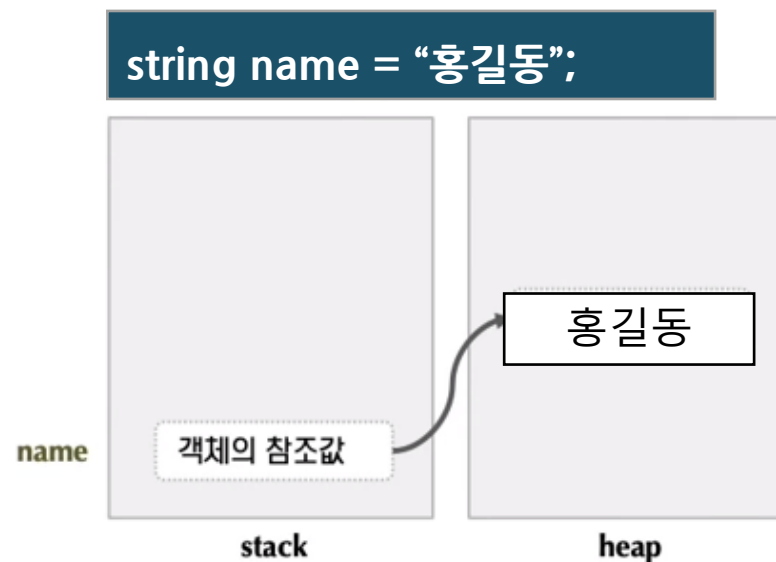 string name = “홍길동”;
홍길동
name
객체의 참조값
stack
heap